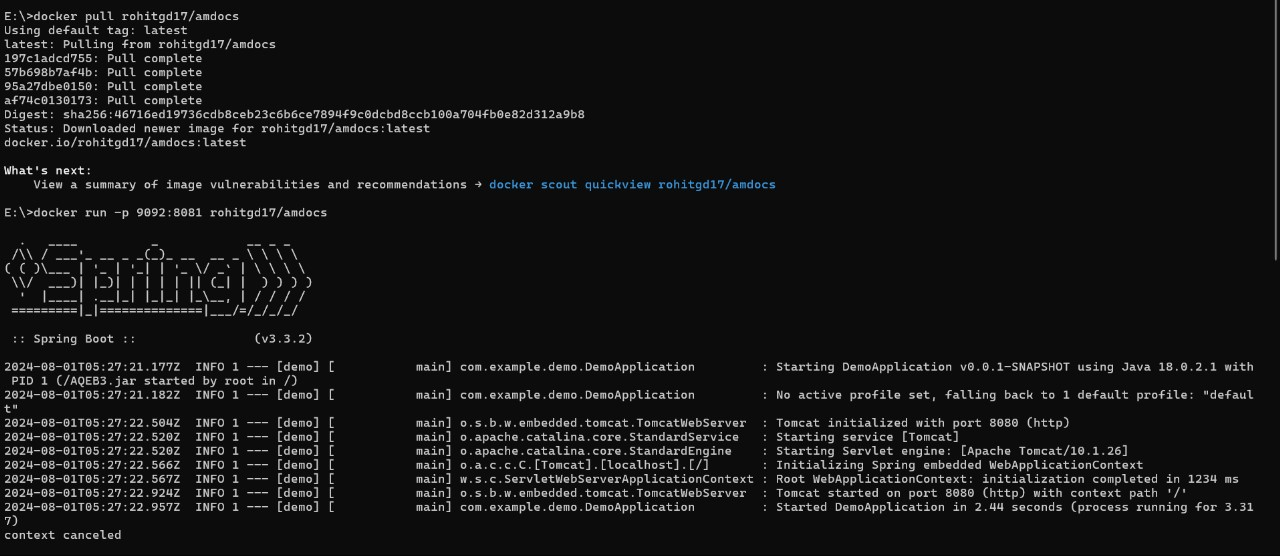 E:\>docker pull rohitgd17/amdocs
Using default tag: latest
latest: Pulling from rohitgd17/amdocs
197c1adcd755: Pull complete
57b698b7af4b: Pull complete
95a27dbe0150: Pull complete
af74c0130173: Pull complete
Digest: sha256:46716ed19736cdb8ceb23c6b6ce7894f9c0dcbd8ccb100a704fb0e82d312a9b8
Status: Downloaded newer image for rohitgd17/amdocs:latest
docker.io/rohitgd17/amdocs:latest
What's next:
    View a summary of image vulnerabilities and recommendations → docker scout quickview rohitgd17/amdocs
E:\>docker run -p 9092:8081 rohitgd17/amdocs
  .   ____          _            __ _ _
 /\\ / ___'_ __ _ _(_)_ __  __ _ \ \ \ \
( ( )\___ | '_ | '_| | '_ \/ _` | \ \ \ \
 \\/  ___)| |_)| | | | | || (_| |  ) ) ) )
  '  |____| .__|_| |_|_| |_\__, | / / / /
 =========|_|==============|___/=/_/_/_/
 :: Spring Boot ::                (v3.3.2)
2024-08-01T05:27:21.177Z  INFO 1 --- [demo] [           main] com.example.demo.DemoApplication         : Starting DemoApplication v0.0.1-SNAPSHOT using Java 18.0.2.1 with
 PID 1 (/AQEB3.jar started by root in /)
2024-08-01T05:27:21.182Z  INFO 1 --- [demo] [           main] com.example.demo.DemoApplication         : No active profile set, falling back to 1 default profile: "defaul
t"
2024-08-01T05:27:22.504Z  INFO 1 --- [demo] [           main] o.s.b.w.embedded.tomcat.TomcatWebServer  : Tomcat initialized with port 8080 (http)
2024-08-01T05:27:22.520Z  INFO 1 --- [demo] [           main] o.apache.catalina.core.StandardService   : Starting service [Tomcat]
2024-08-01T05:27:22.520Z  INFO 1 --- [demo] [           main] o.apache.catalina.core.StandardEngine    : Starting Servlet engine: [Apache Tomcat/10.1.26]
2024-08-01T05:27:22.566Z  INFO 1 --- [demo] [           main] o.a.c.c.C.[Tomcat].[localhost].[/]       : Initializing Spring embedded WebApplicationContext
2024-08-01T05:27:22.567Z  INFO 1 --- [demo] [           main] w.s.c.ServletWebServerApplicationContext : Root WebApplicationContext: initialization completed in 1234 ms
2024-08-01T05:27:22.924Z  INFO 1 --- [demo] [           main] o.s.b.w.embedded.tomcat.TomcatWebServer  : Tomcat started on port 8080 (http) with context path '/'
2024-08-01T05:27:22.957Z  INFO 1 --- [demo] [           main] com.example.demo.DemoApplication         : Started DemoApplication in 2.44 seconds (process running for 3.31
7)
context canceled